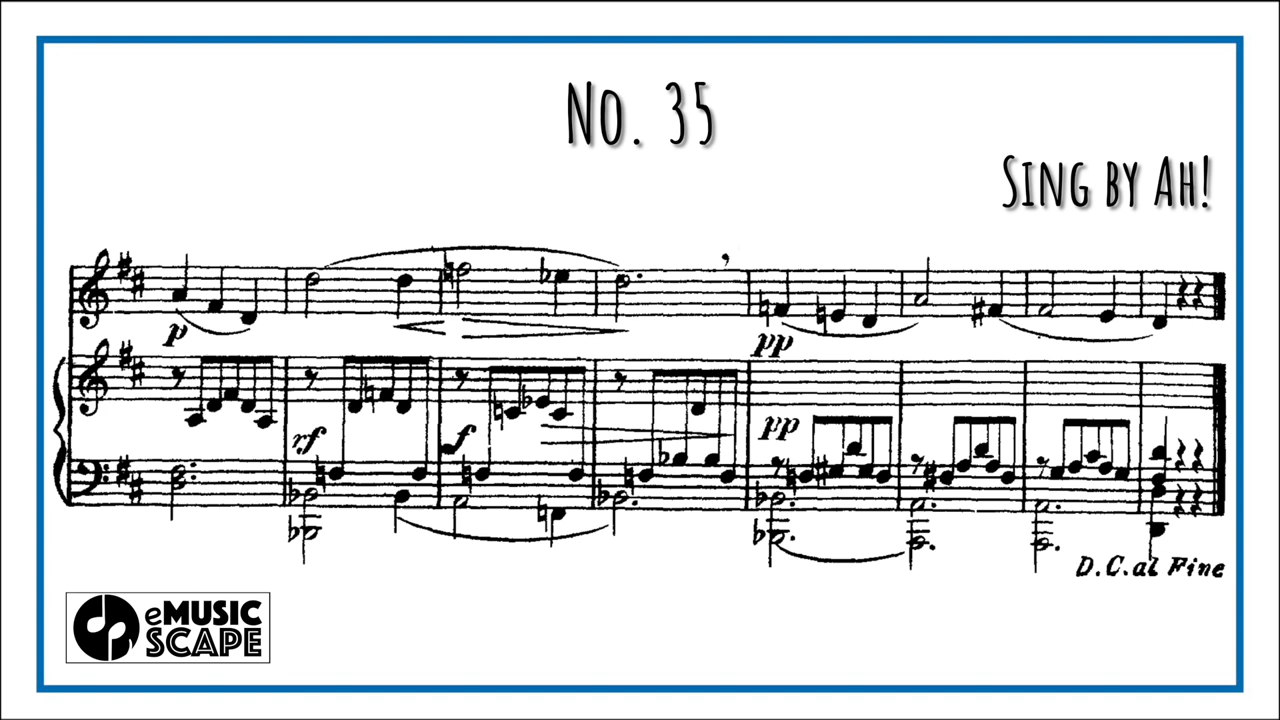 No. 35
Sing by Ah!
p
pp
rf
f
pp
D.C. al Fine
eMUSIC
SCAPE